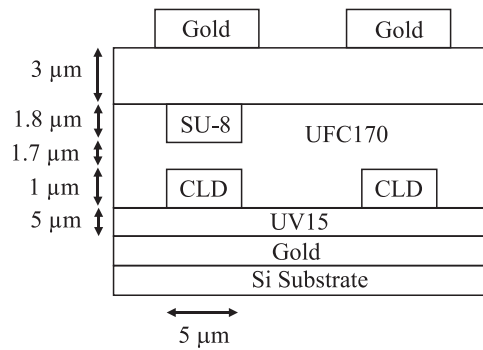 Gold Gold
3 µm
1.8 µm SU-8
UFC170
1.7 µm
1 µm CLD CLD
5 µm UV15
Gold
Si Substrate
5 µm